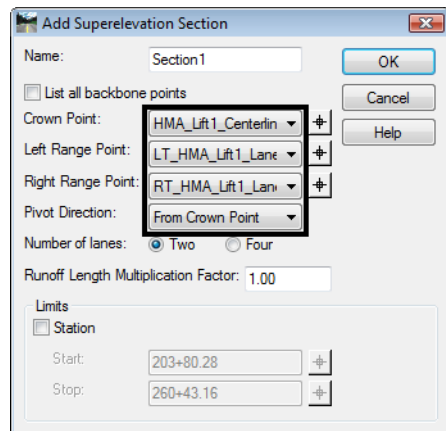 Add Superelevation Section
Name: Section1
OK
List all backbone points
Cancel
Crown Point: HMA_Lift1_Centerlin
Help
Left Range Point: LT_HMA_Lift1_Lane
Right Range Point: RT_HMA_Lift1_Lan
Pivot Direction: From Crown Point
Number of lanes: Two Four
Runoff Length Multiplication Factor: 1.00
Limits
Station
Start: 203+80.28
Stop: 260+43.16